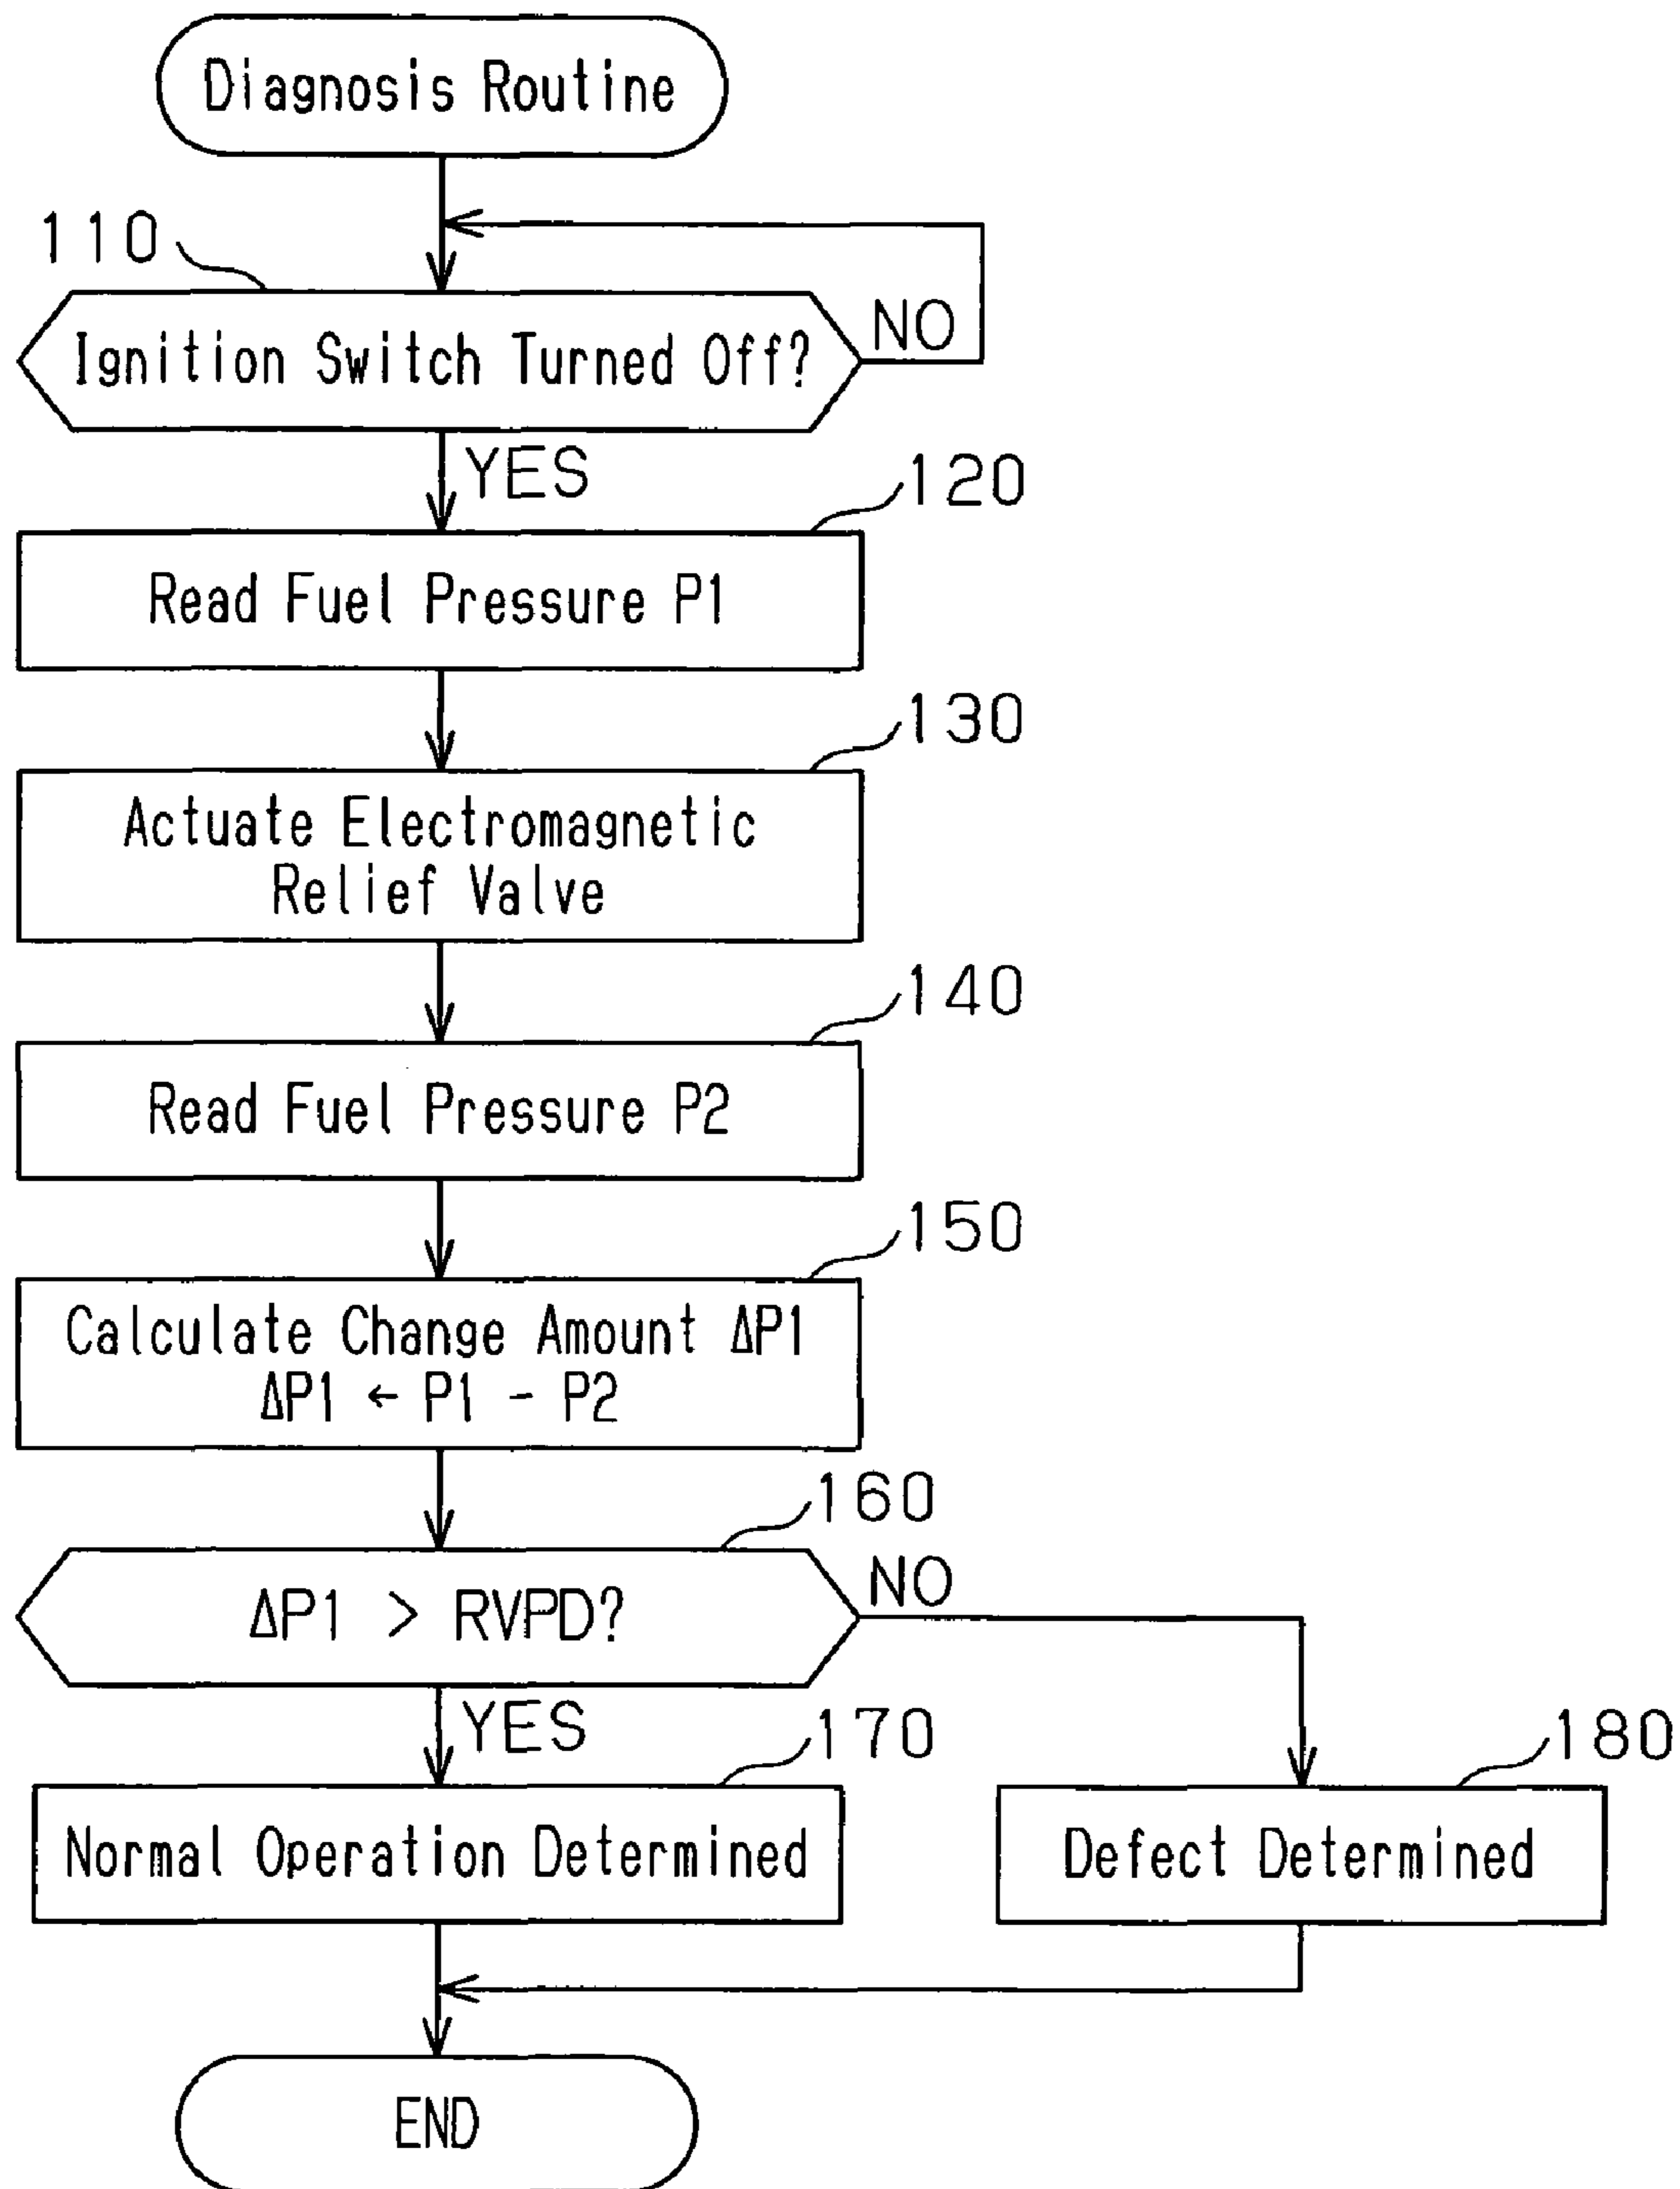 Diagnosis Routine
110
Ignition Switch Turned Off?
NO
YES
120
Read Fuel Pressure P1
130
Actuate Electromagnetic
Relief Valve
140
Read Fuel Pressure P2
150
Calculate Change Amount ΔP1
ΔP1 ← P1 - P2
160
ΔP1 > RVPD?
NO
YES
170
180
Normal Operation Determined
Defect Determined
END